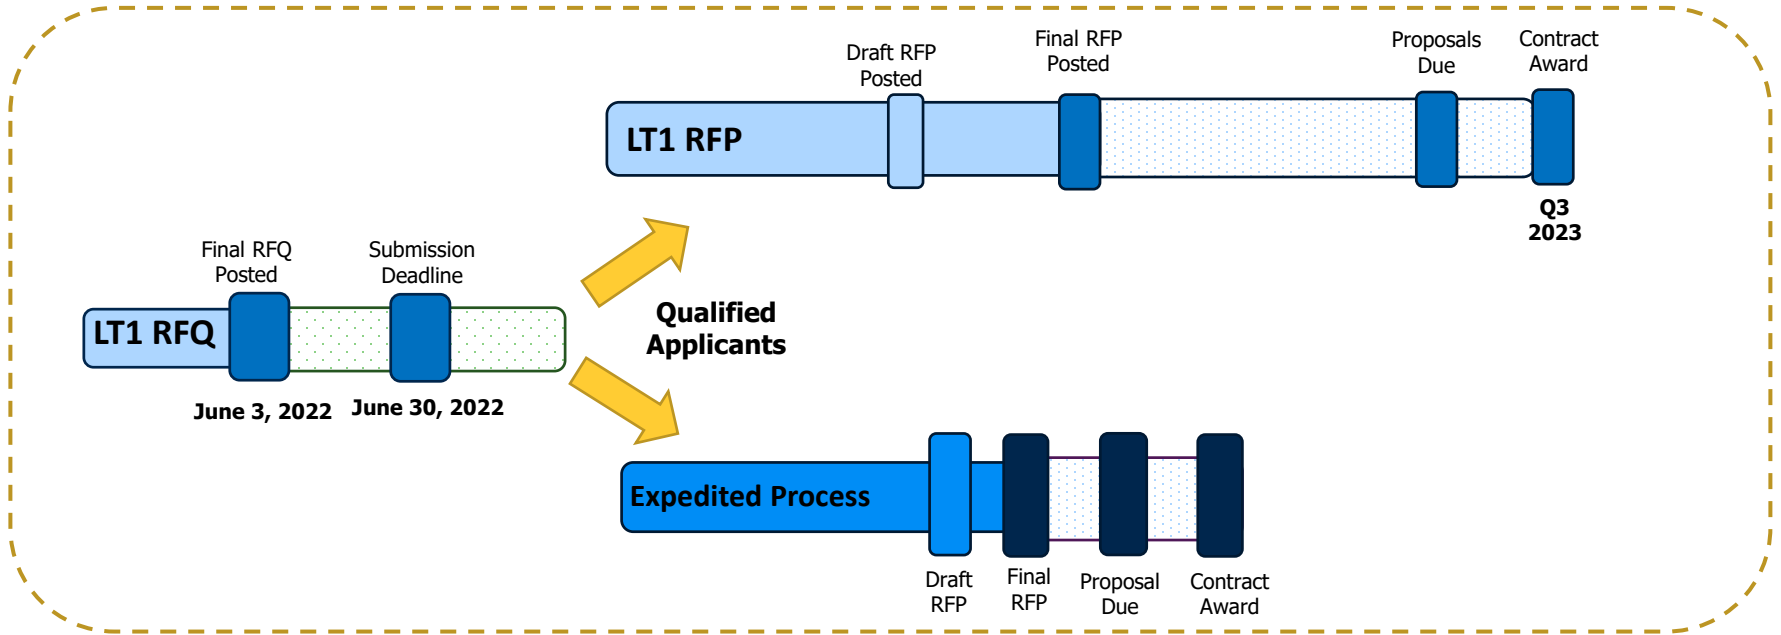 Draft RFP
Posted
Final RFP
Posted
Proposals
Due
Contract
Award
LT1 RFP
Q3
2023
Final RFQ
Posted
Submission
Deadline
LT1 RFQ
June 3, 2022
June 30, 2022
Qualified
Applicants
Expedited Process
Draft
RFP
Final
RFP
Proposal
Due
Contract
Award